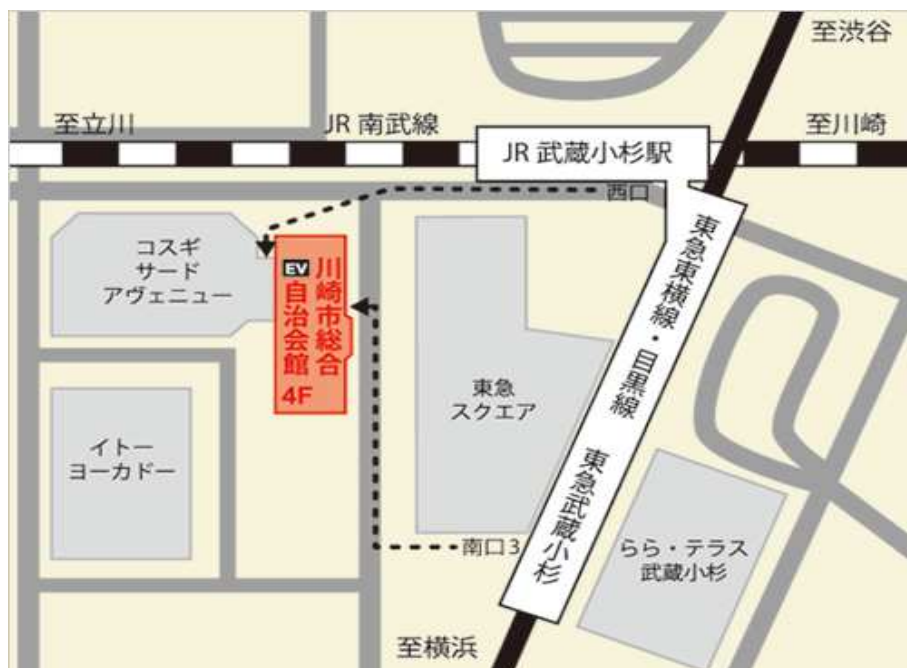 至渋谷
至立川
JR 南武線
至川崎
JR 武蔵小杉駅
西口
コスギ
サード
アヴェニュー
EV
川崎市総合
自治会館
4F
東急東横線・目黒線
東急武蔵小杉
東急
スクエア
イトー
ヨーカドー
南口3
らら・テラス
武蔵小杉
至横浜